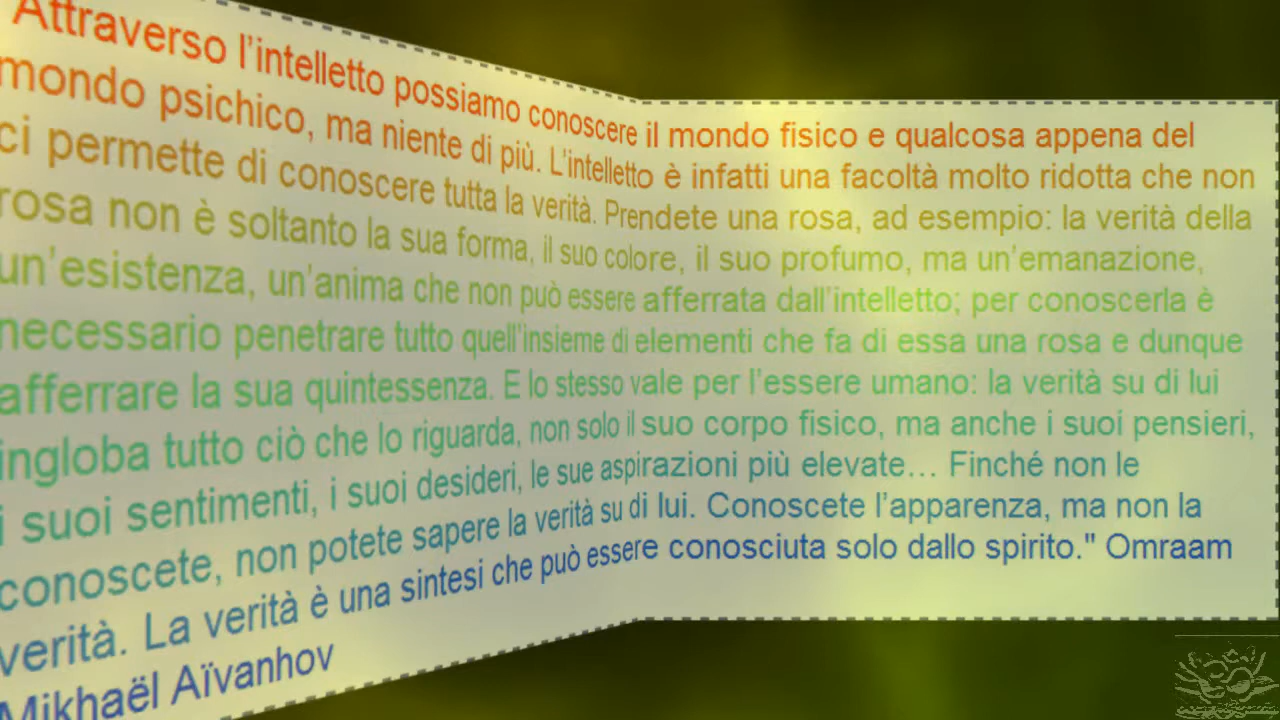 Attraverso l'intelletto possiamo conoscere il mondo fisico e qualcosa appena del
mondo psichico, ma niente di più. L'intelletto è infatti una facoltà molto ridotta che non
ci permette di conoscere tutta la verità. Prendete una rosa, ad esempio: la verità della
rosa non è soltanto la sua forma, il suo colore, il suo profumo, ma un'emanazione,
un'esistenza, un'anima che non può essere afferrata dall'intelletto; per conoscerla è
necessario penetrare tutto quell'insieme di elementi che fa di essa una rosa e dunque
afferrare la sua quintessenza. E lo stesso vale per l'essere umano: la verità su di lui
ingloba tutto ciò che lo riguarda, non solo il suo corpo fisico, ma anche i suoi pensieri,
i suoi sentimenti, i suoi desideri, le sue aspirazioni più elevate… Finché non le
conoscete, non potete sapere la verità su di lui. Conoscete l'apparenza, ma non la
verità. La verità è una sintesi che può essere conosciuta solo dallo spirito." Omraam
Mikhaël Aïvanhov